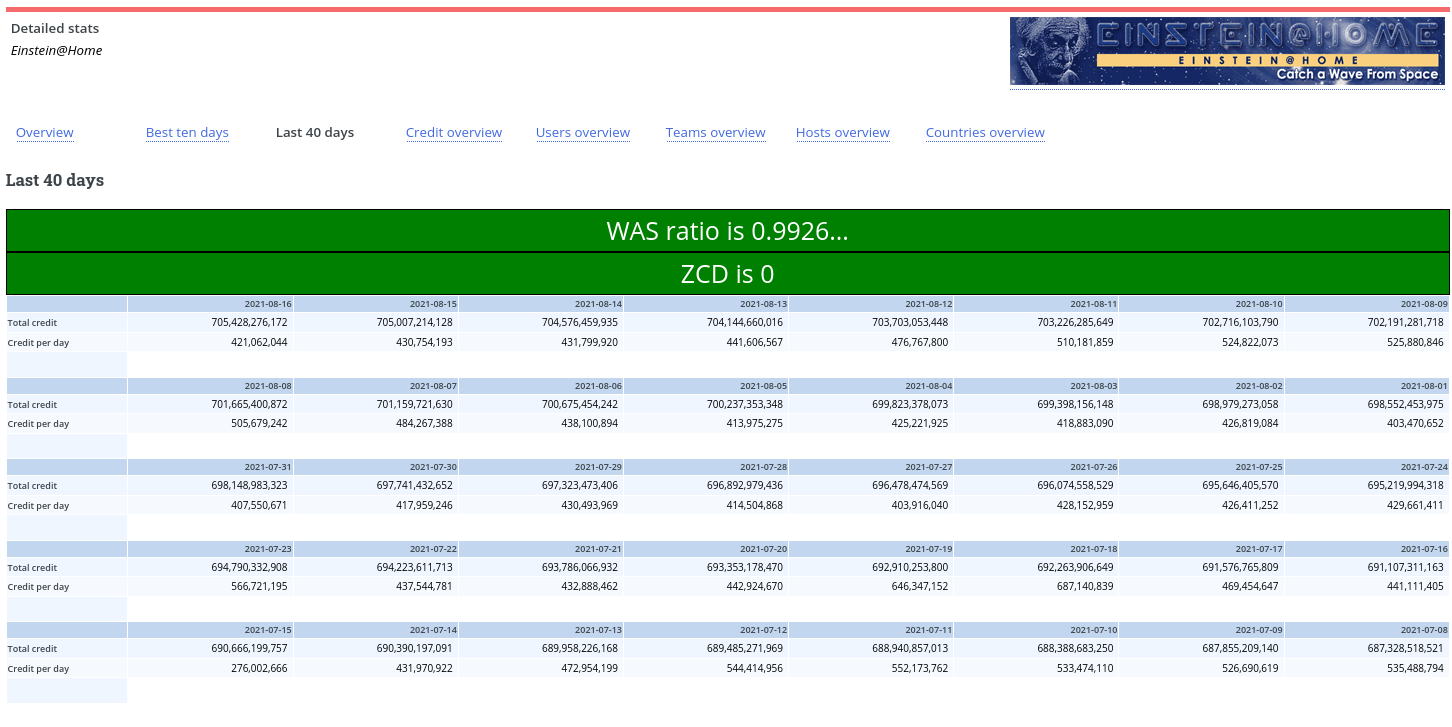 Detailed stats
Einstein@Home
EINSTEIN@HOME
EINSTEIN@HOME
Catch a Wave From Space
Overview Best ten days Last 40 days Credit overview Users overview Teams overview Hosts overview Countries overview
Last 40 days
WAS ratio is 0.9926...
ZCD is 0
2021-08-16 2021-08-15 2021-08-14 2021-08-13 2021-08-12 2021-08-11 2021-08-10 2021-08-09
Total credit 705,428,276,172 705,007,214,128 704,576,459,935 704,144,660,016 703,703,053,448 703,226,285,649 702,716,103,790 702,191,281,718
Credit per day 421,062,044 430,754,193 431,799,920 441,606,567 476,767,800 510,181,859 524,822,073 525,880,846
2021-08-08 2021-08-07 2021-08-06 2021-08-05 2021-08-04 2021-08-03 2021-08-02 2021-08-01
Total credit 701,665,400,872 701,159,721,630 700,675,454,242 700,237,353,348 699,823,378,073 699,398,156,148 698,979,273,058 698,552,453,975
Credit per day 505,679,242 484,267,388 438,100,894 413,975,275 425,221,925 418,883,090 426,819,084 403,470,652
2021-07-31 2021-07-30 2021-07-29 2021-07-28 2021-07-27 2021-07-26 2021-07-25 2021-07-24
Total credit 698,148,983,323 697,741,432,652 697,323,473,406 696,892,979,436 696,478,474,569 696,074,558,529 695,646,405,570 695,219,994,318
Credit per day 407,550,671 417,959,246 430,493,969 414,504,868 403,916,040 428,152,959 426,411,252 429,661,411
2021-07-23 2021-07-22 2021-07-21 2021-07-20 2021-07-19 2021-07-18 2021-07-17 2021-07-16
Total credit 694,790,332,908 694,223,611,713 693,786,066,932 693,353,178,470 692,910,253,800 692,263,906,649 691,576,765,809 691,107,311,163
Credit per day 566,721,195 437,544,781 432,888,462 442,924,670 646,347,152 687,140,839 469,454,647 441,111,405
2021-07-15 2021-07-14 2021-07-13 2021-07-12 2021-07-11 2021-07-10 2021-07-09 2021-07-08
Total credit 690,666,199,757 690,390,197,091 689,958,226,168 689,485,271,969 688,940,857,013 688,388,683,250 687,855,209,140 687,328,518,521
Credit per day 276,002,666 431,970,922 472,954,199 544,414,956 552,173,762 533,474,110 526,690,619 535,488,794